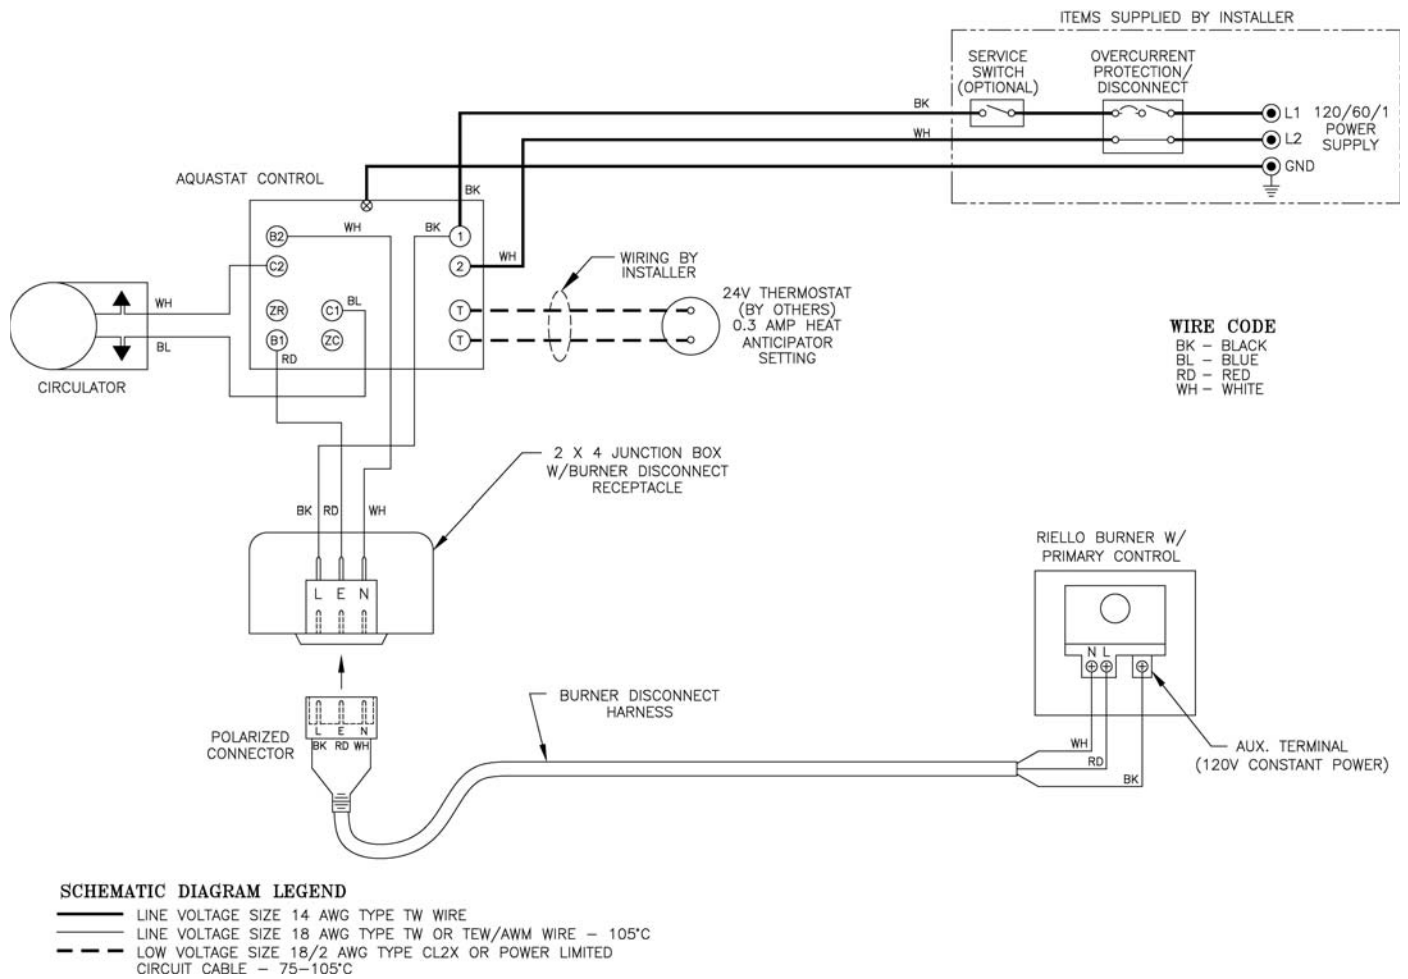 ITEMS SUPPLIED BY INSTALLER
SERVICE
SWITCH
(OPTIONAL)
OVERCURRENT
PROTECTION/
DISCONNECT
BK
L1
120/60/1
POWER
SUPPLY
WH
L2
GND
AQUASTAT CONTROL
BK
B2
WH
BK
1
C2
2
WH
WIRING BY
INSTALLER
ZR
C1
BL
T
B1
ZC
T
RD
24V THERMOSTAT
(BY OTHERS)
0.3 AMP HEAT
ANTICIPATOR
SETTING
WH
BL
CIRCULATOR
WIRE CODE
BK - BLACK
BL - BLUE
RD - RED
WH - WHITE
2 X 4 JUNCTION BOX
W/BURNER DISCONNECT
RECEPTACLE
BK
RD
WH
L E N
RIELLO BURNER W/
PRIMARY CONTROL
N L
BURNER DISCONNECT
HARNESS
POLARIZED
CONNECTOR
L E N
BK RD WH
WH
RD
BK
AUX. TERMINAL
(120V CONSTANT POWER)
SCHEMATIC DIAGRAM LEGEND
LINE VOLTAGE SIZE 14 AWG TYPE TW WIRE
LINE VOLTAGE SIZE 18 AWG TYPE TW OR TEW/AWM WIRE - 105°C
LOW VOLTAGE SIZE 18/2 AWG TYPE CL2X OR POWER LIMITED
CIRCUIT CABLE - 75-105°C